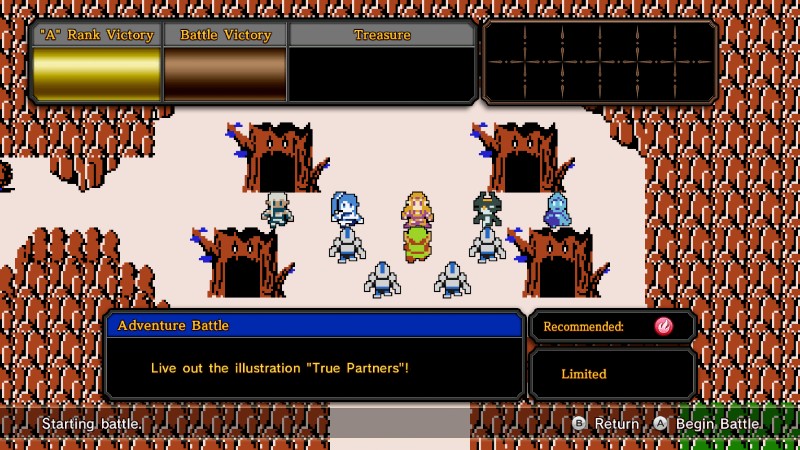 "A" Rank Victory
Battle Victory
Treasure
Adventure Battle
Live out the illustration "True Partners"!
Recommended:
Limited
Starting battle.
B Return A Begin Battle